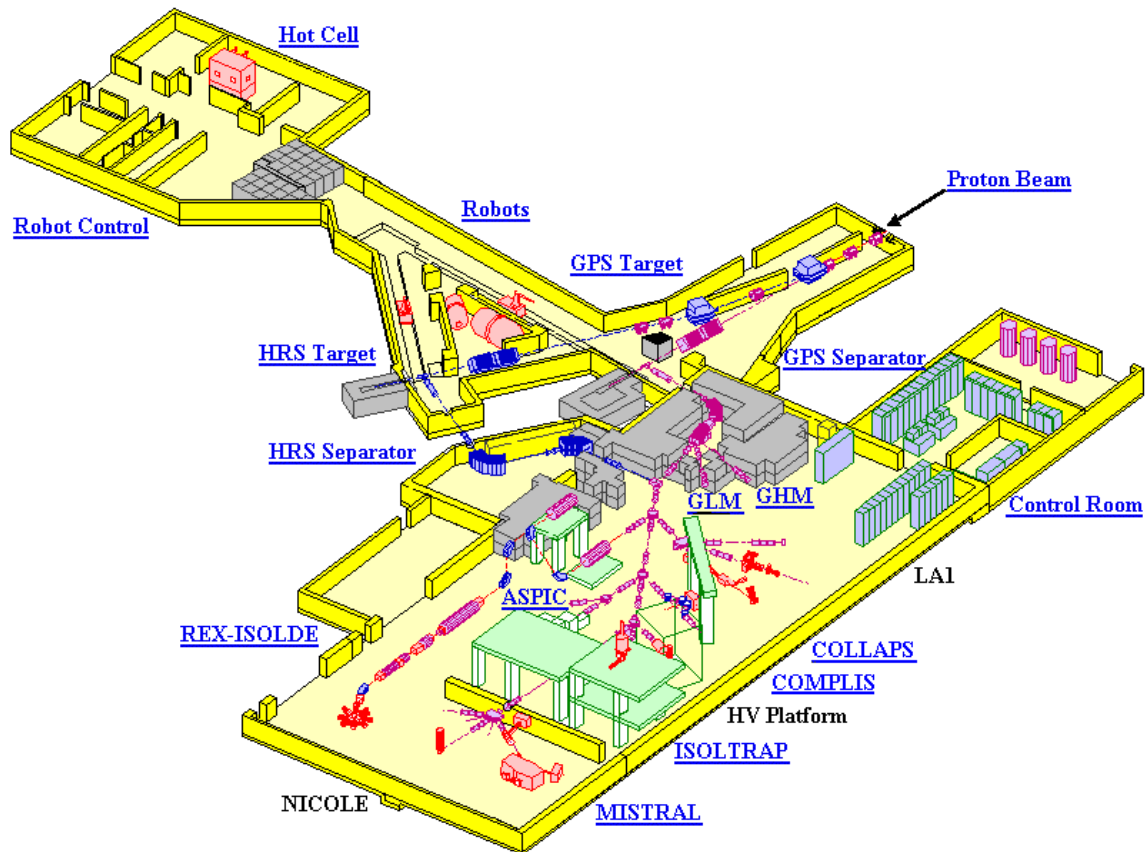 Hot Cell
Proton Beam
Robot Control
Robots
GPS Target
HRS Target
GPS Separator
HRS Separator
GLM
GHM
Control Room
LA1
ASPIC
REX-ISOLDE
COLLAPS
COMPLIS
HV Platform
ISOLTRAP
NICOLE
MISTRAL